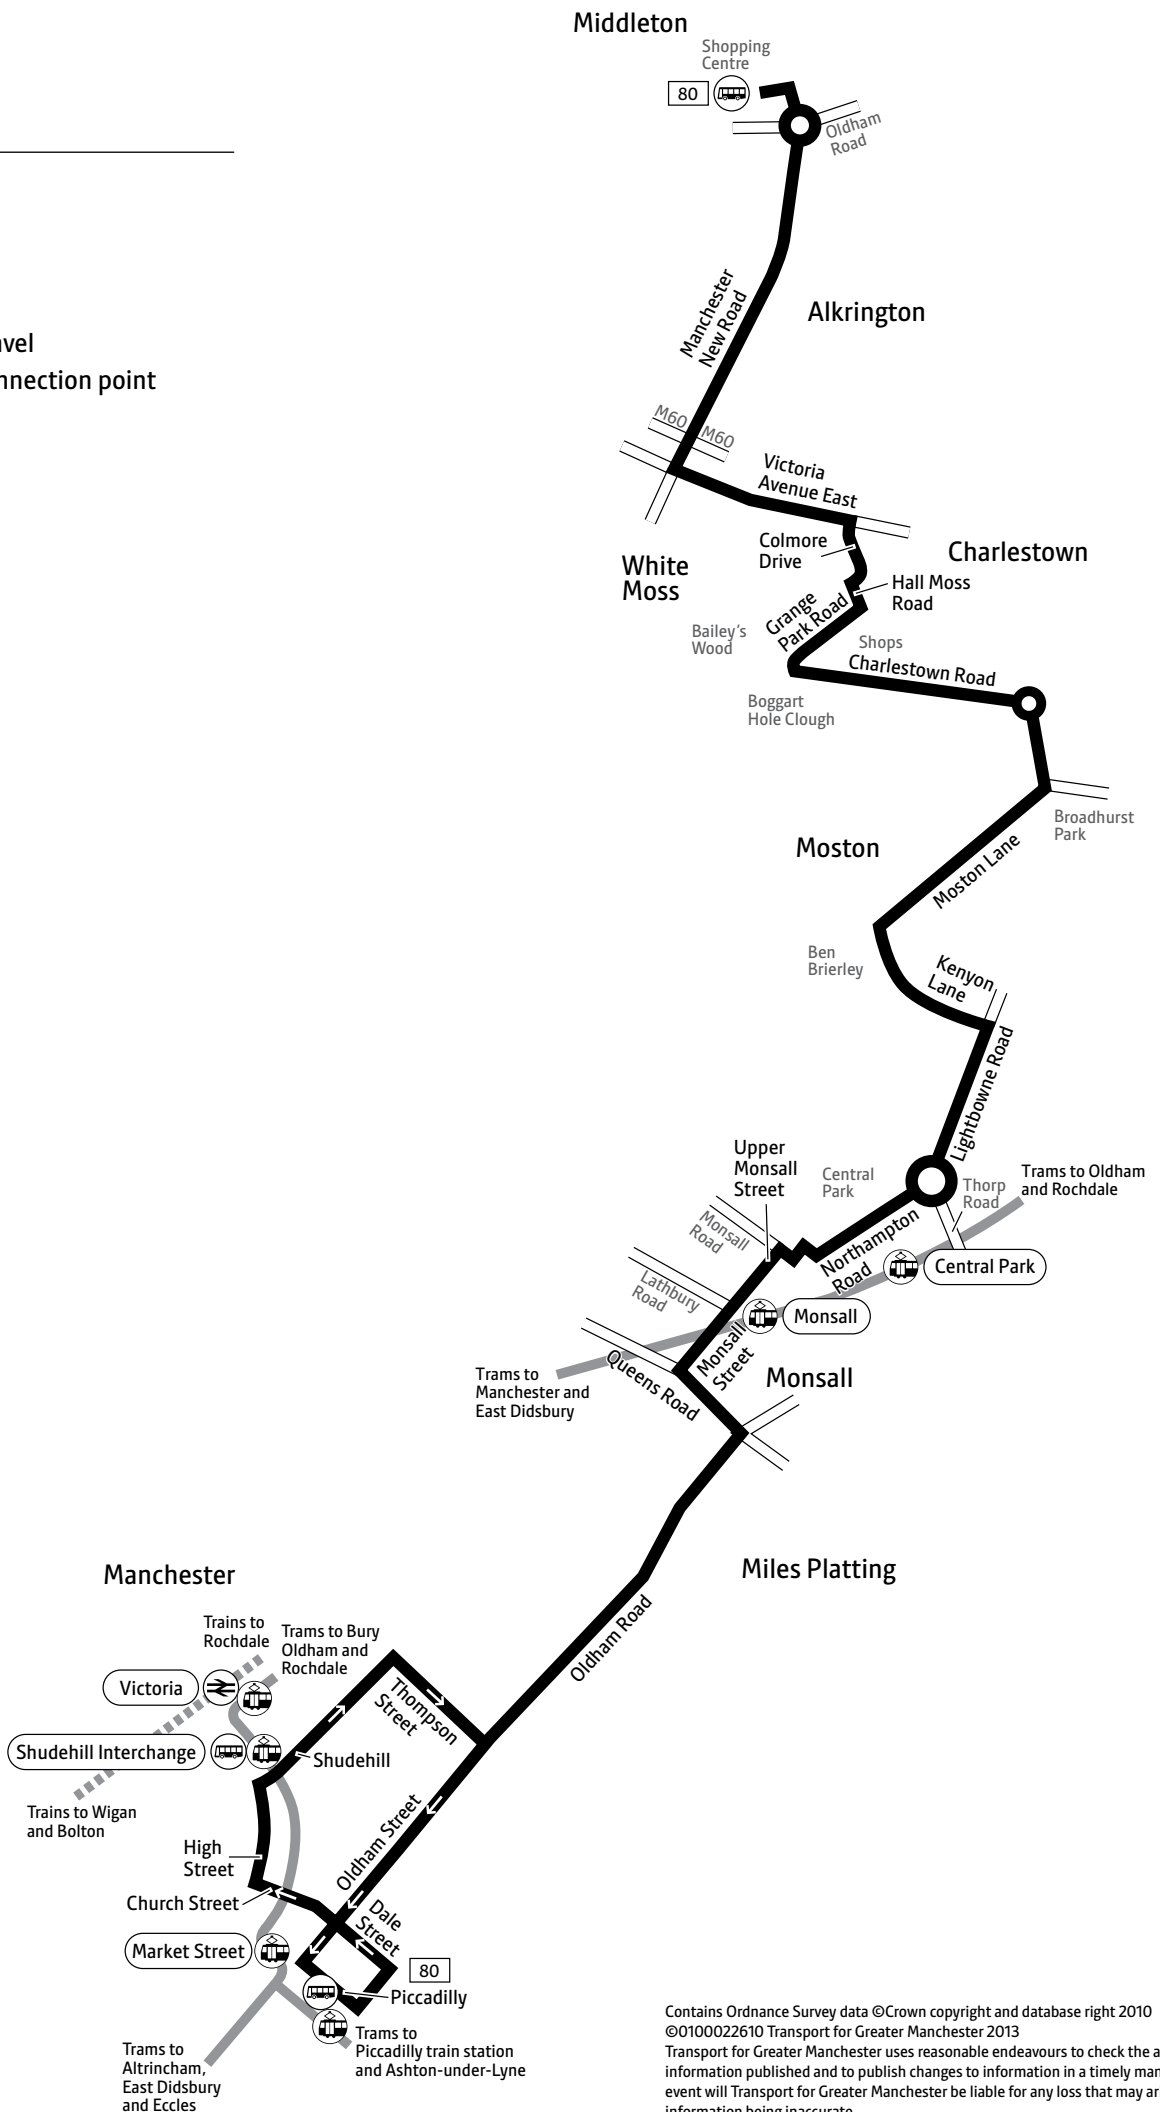 Middleton
Shopping
Centre
80
Oldham
Road
avel
nnection point
Manchester
New Road
Alkrington
M60
M60
Victoria
Avenue East
Colmore
Drive
Charlestown
White
Moss
Hall Moss
Road
Grange
Park Road
Bailey's
Wood
Shops
Charlestown Road
Boggart
Hole Clough
Broadhurst
Park
Moston
Moston Lane
Ben
Brierley
Kenyon
Lane
Lightbowne Road
Upper
Monsall
Street
Central
Park
Thorp
Road
Trams to Oldham
and Rochdale
Monsall
Road
Northampton
Road
Central Park
Lathbury
Road
Monsall
Monsall
Street
Queens Road
Trams to
Manchester and
East Didsbury
Monsall
Miles Platting
Manchester
Oldham Road
Trains to
Rochdale
Trams to Bury
Oldham and
Rochdale
Victoria
Thompson
Street
Shudehill Interchange
Shudehill
Trains to Wigan
and Bolton
High
Street
Oldham Street
Church Street
Dale
Street
Market Street
80
Piccadilly
Trams to
Piccadilly train station
and Ashton-under-Lyne
Trams to
Altrincham,
East Didsbury
and Eccles
Contains Ordnance Survey data ©Crown copyright and database right 2010
©0100022610 Transport for Greater Manchester 2013
Transport for Greater Manchester uses reasonable endeavours to check the a
information published and to publish changes to information in a timely man
event will Transport for Greater Manchester be liable for any loss that may ar
information being inaccurate